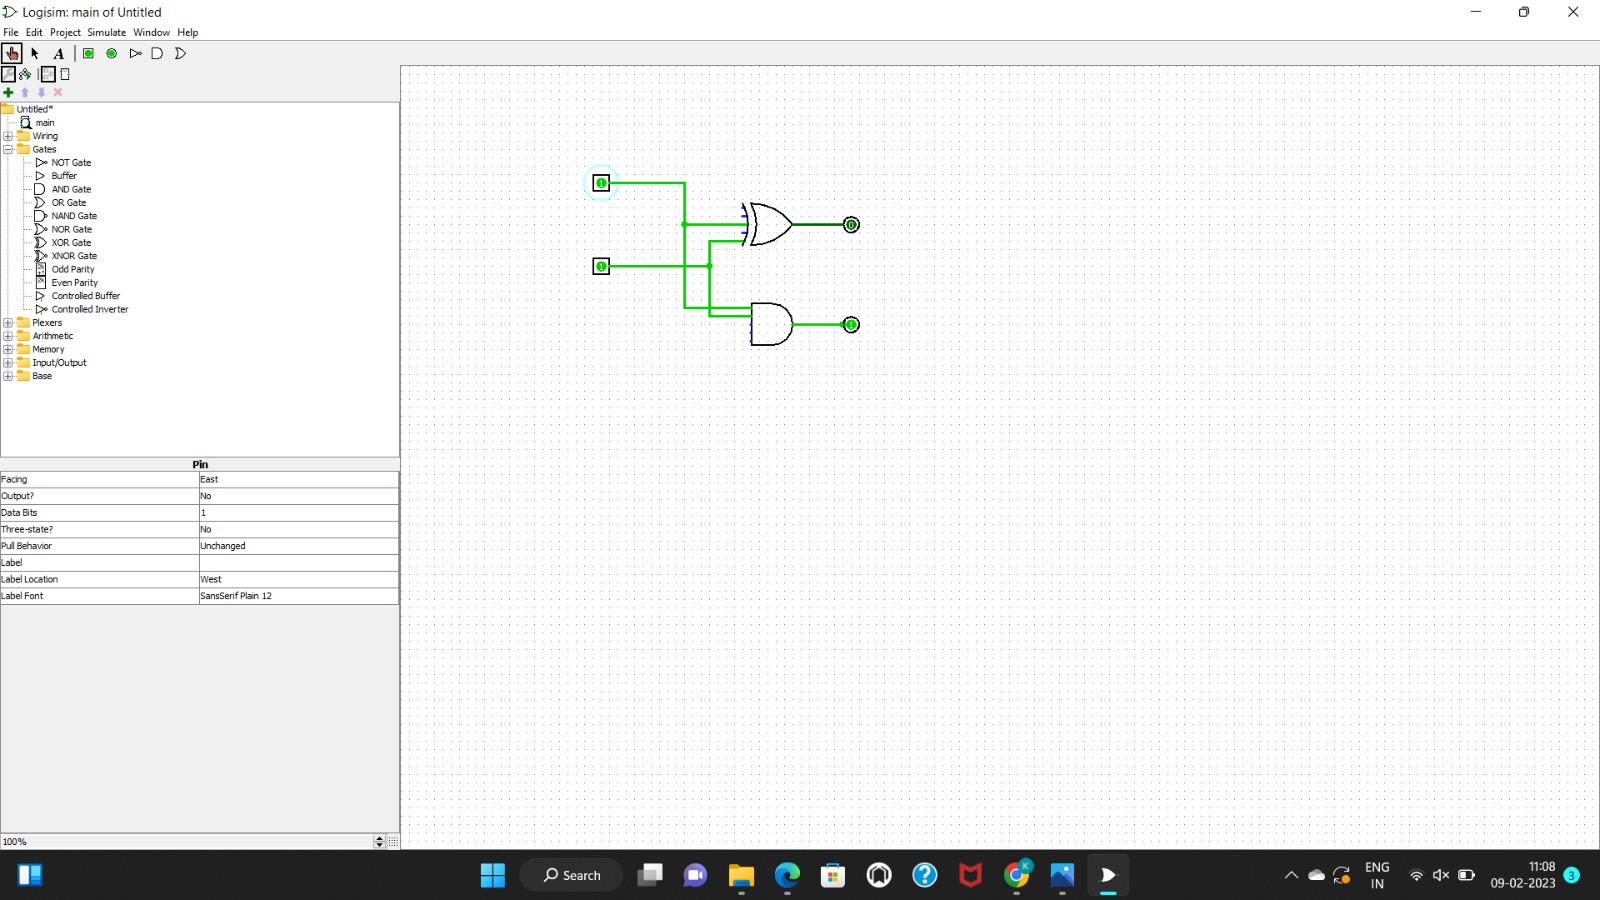 Logisim: main of Untitled
File Edit Project Simulate Window Help
A
Untitled*
main
Wiring
Gates
NOT Gate
Buffer
AND Gate
OR Gate
NAND Gate
NOR Gate
XOR Gate
XNOR Gate
Odd Parity
Even Parity
Controlled Buffer
Controlled Inverter
Plexers
Arithmetic
Memory
Input/Output
Base
1
0
1
1
Pin
Facing East
Output? No
Data Bits 1
Three-state? No
Pull Behavior Unchanged
Label
Label Location West
Label Font SansSerif Plain 12
100%
Search
K
ENG
IN
11:08
09-02-2023
3